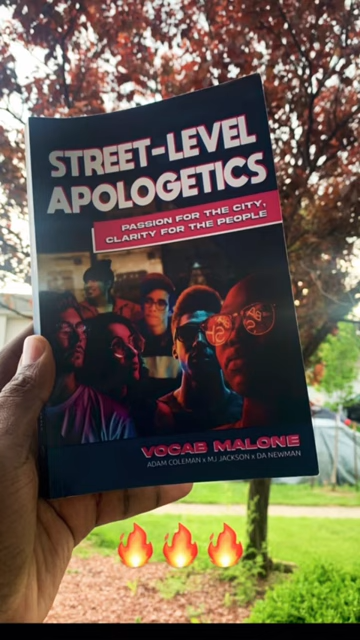 STREET-LEVEL
APOLOGETICS
PASSION FOR THE CITY,
CLARITY FOR THE PEOPLE
VOCAB MALONE
ADAM COLEMAN x MJ JACKSON x DA NEWMAN